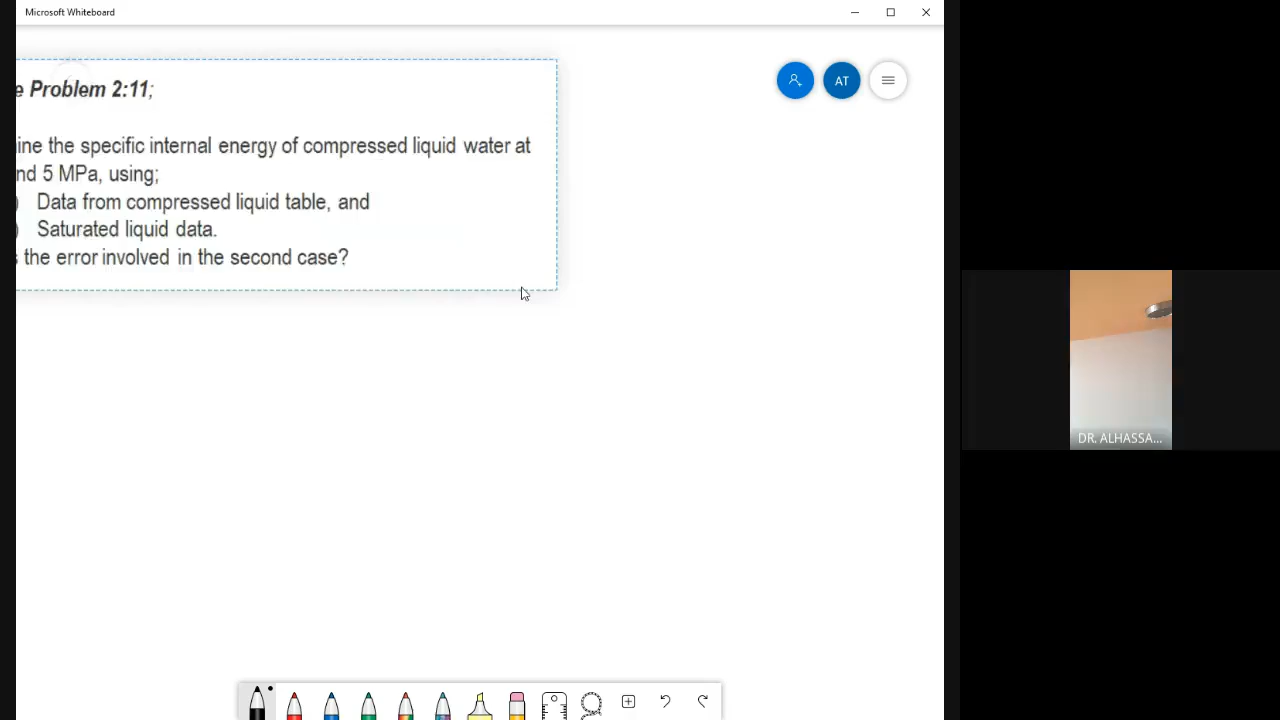 Microsoft Whiteboard
e Problem 2:11;
ine the specific internal energy of compressed liquid water at
nd 5 MPa, using;
) Data from compressed liquid table, and
) Saturated liquid data.
s the error involved in the second case?
AT
DR. ALHASSA...